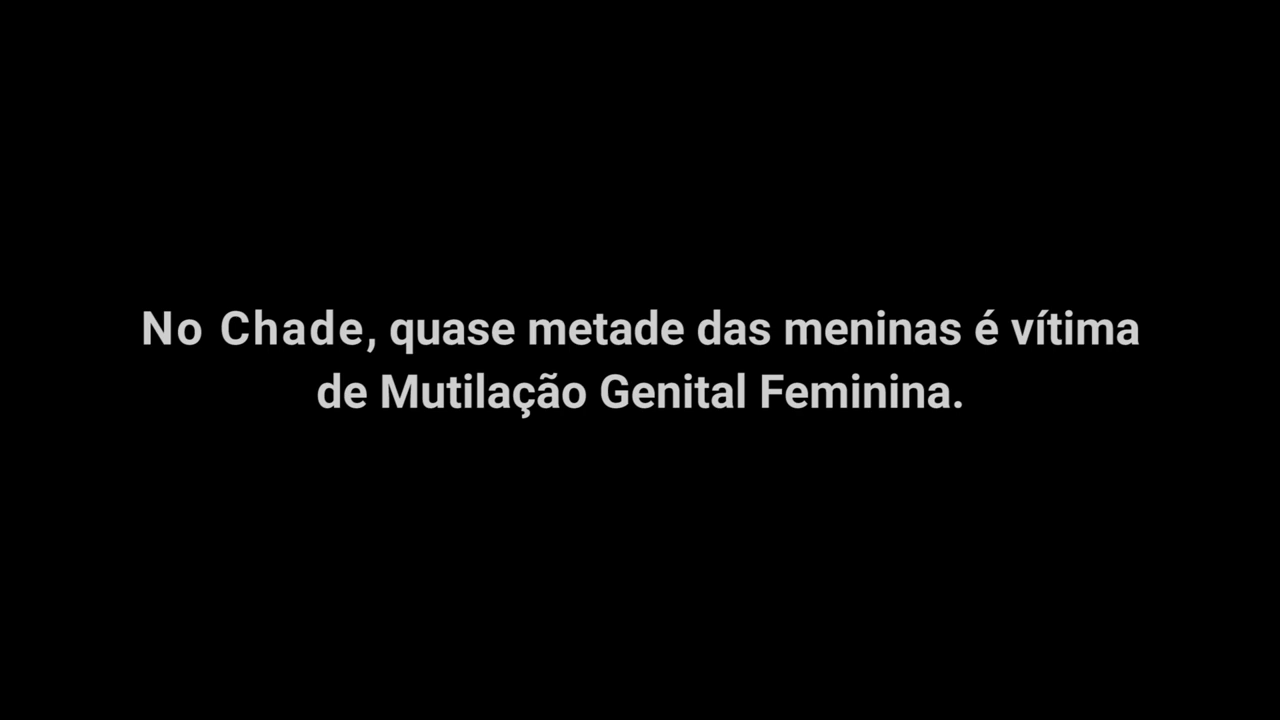 No Chade, quase metade das meninas é vítima
de Mutilação Genital Feminina.